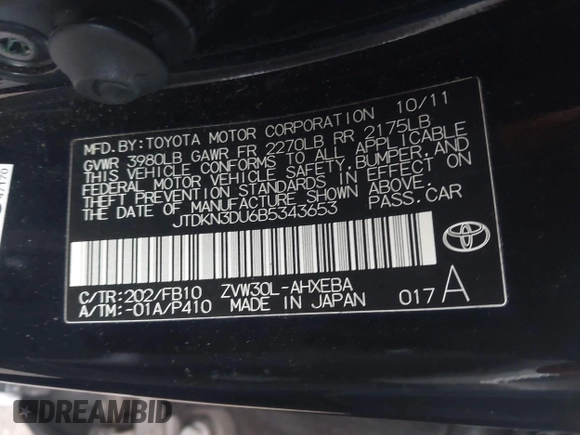 MFD.BY:TOYOTA MOTOR CORPORATION 10/11
GVWR 3980LB GAWR FR 2270LB RR 2175LB
THIS VEHICLE CONFORMS TO ALL APPLICABLE
FEDERAL MOTOR VEHICLE SAFETY,BUMPER,AND
THEFT PREVENTION STANDARDS IN EFFECT ON
THE DATE OF MANUFACTURE SHOWN ABOVE.
JTDKN3DU6B5343653 PASS.CAR
C/TR:202/FB10 ZVW30L-AHXEBA
A/TM:-01A/P410 MADE IN JAPAN 017A
DREAMBID